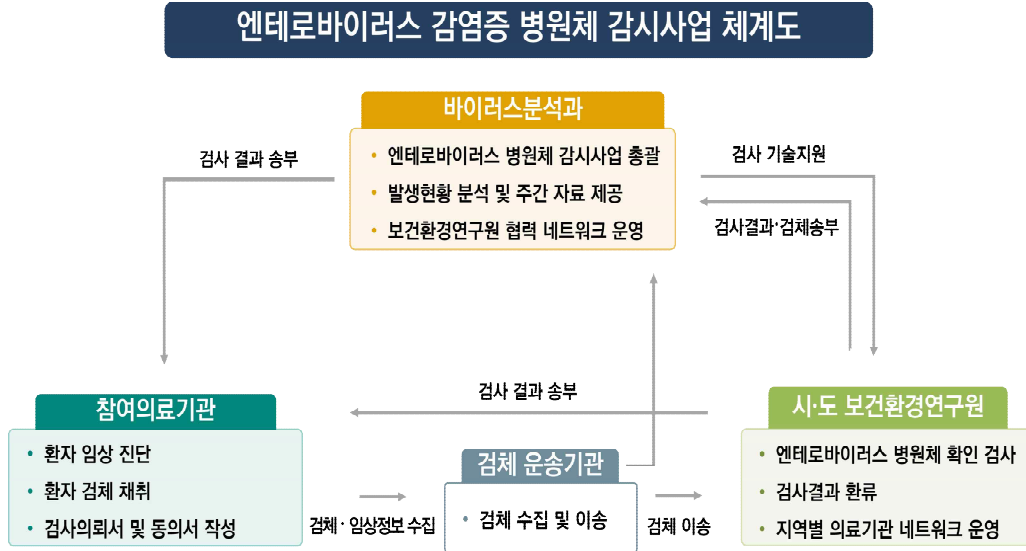 엔테로바이러스 감염증 병원체 감시사업 체계도
바이러스분석과
• 엔테로바이러스 병원체 감시사업 총괄
• 발생현황 분석 및 주간 자료 제공
• 보건환경연구원 협력 네트워크 운영
검사 결과 송부
검사 기술지원
검사결과·검체송부
검사 결과 송부
참여의료기관
• 환자 임상 진단
• 환자 검체 채취
• 검사의뢰서 및 동의서 작성
검체·임상정보 수집
검체 운송기관
• 검체 수집 및 이송
검체 이송
시·도 보건환경연구원
• 엔테로바이러스 병원체 확인 검사
• 검사결과 환류
• 지역별 의료기관 네트워크 운영